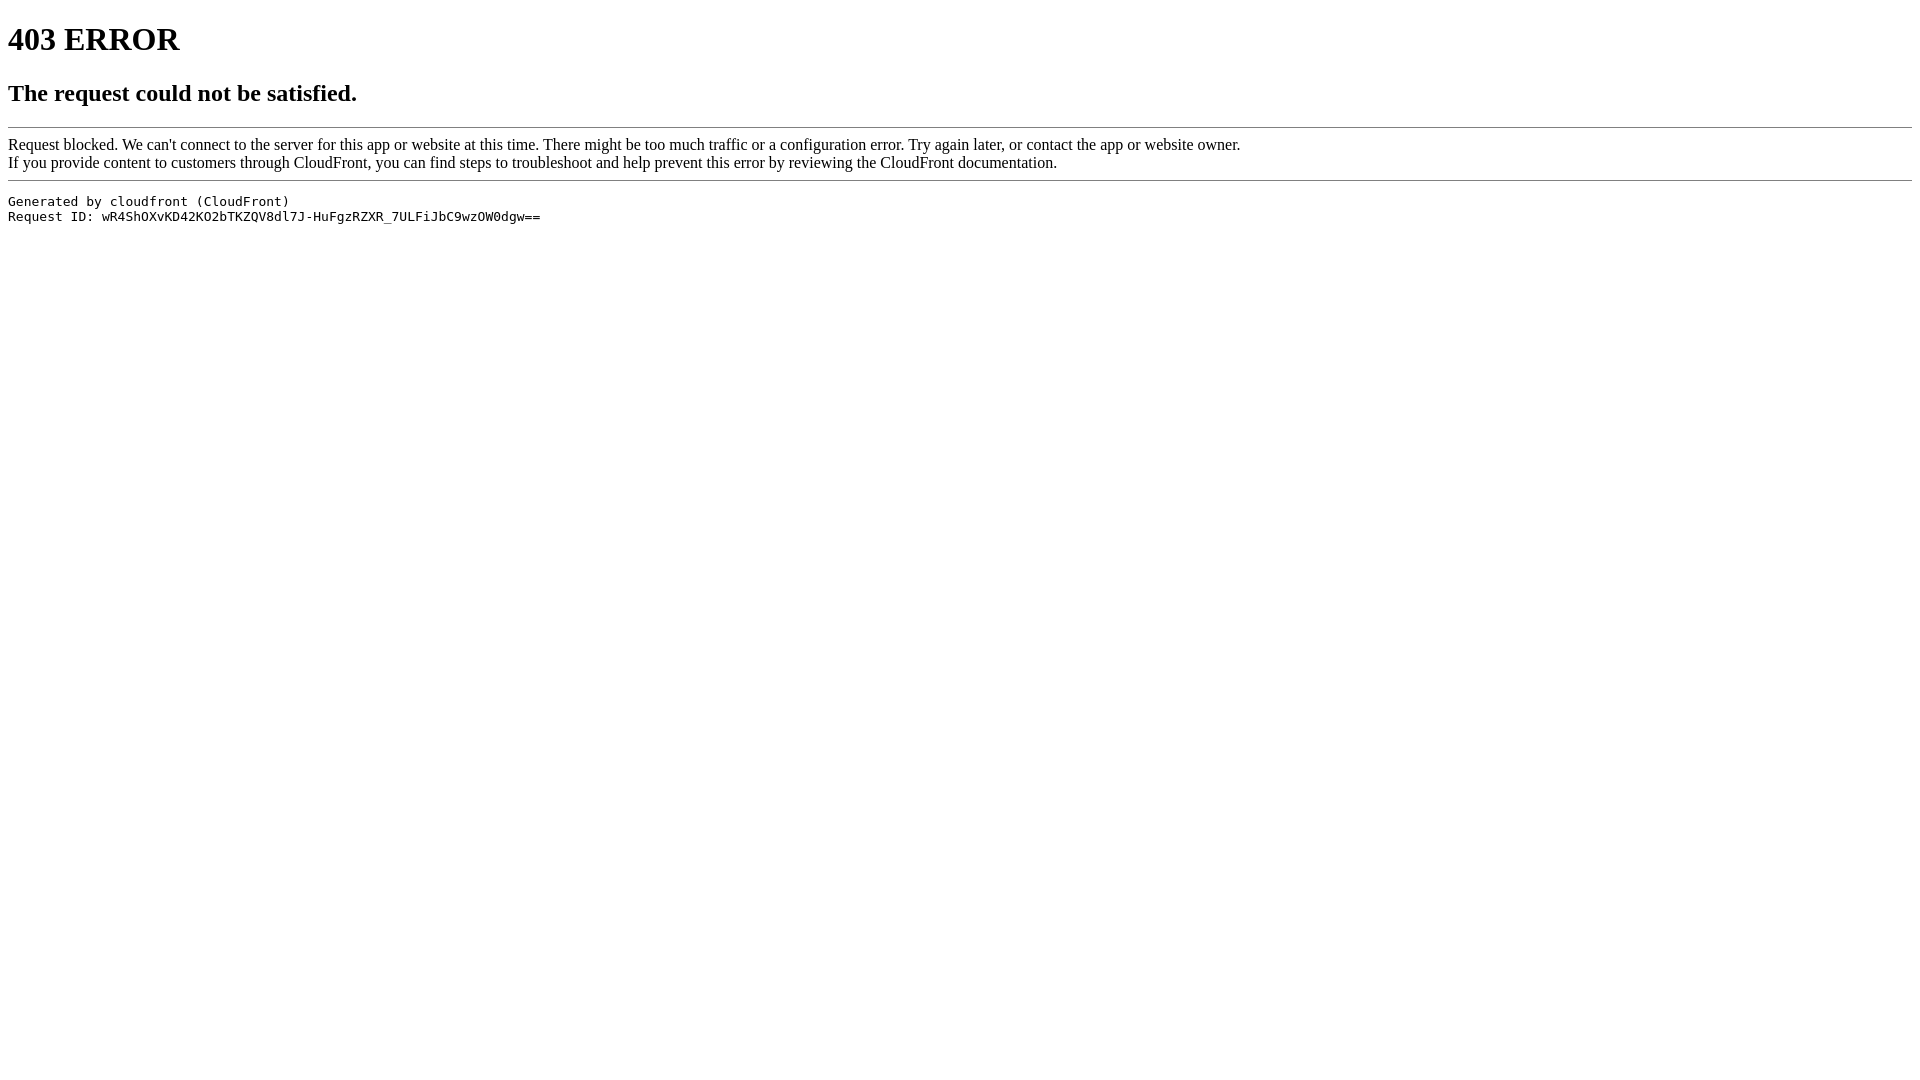 403 ERROR
The request could not be satisfied.
Request blocked. We can't connect to the server for this app or website at this time. There might be too much traffic or a configuration error. Try again later, or contact the app or website owner.
If you provide content to customers through CloudFront, you can find steps to troubleshoot and help prevent this error by reviewing the CloudFront documentation.
Generated by cloudfront (CloudFront)
Request ID: wR4ShOXvKD42KO2bTKZQV8dl7J-HuFgzRZXR_7ULFiJbC9wzOW0dgw==